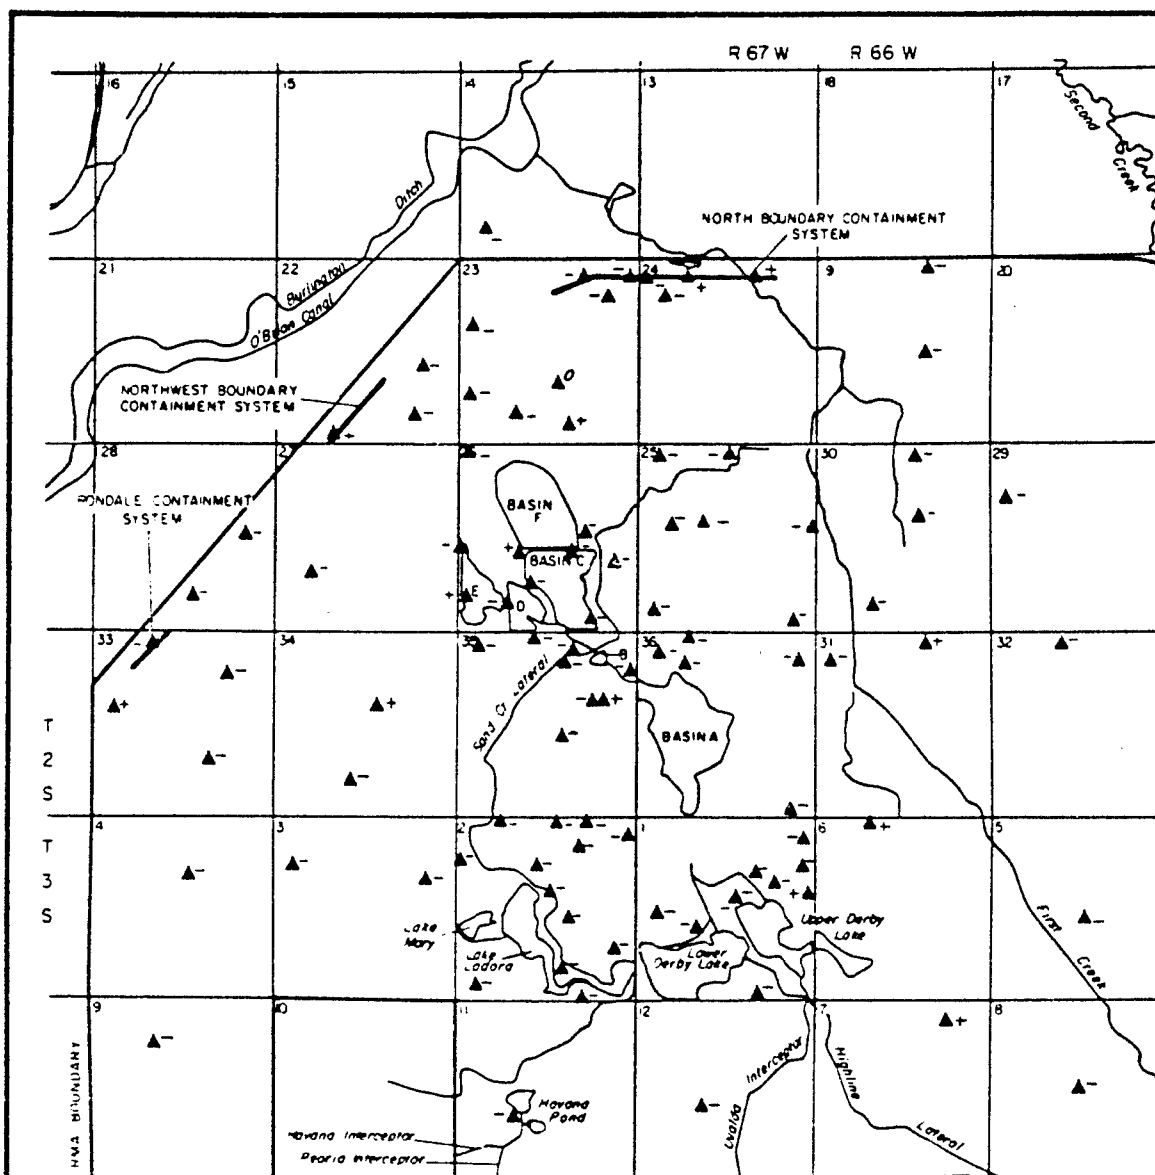 R 67 W R 66 W
16 15 14 13 18 17
Second
Creek
Ditch
NORTH BOUNDARY CONTAINMENT
SYSTEM
21 22 23 24 9 20
Burlington
O'Brian Canal
NORTHWEST BOUNDARY
CONTAINMENT SYSTEM
O
28 27 26 25 30 29
CONTAINMENT
SYSTEM
BASIN
F
BASIN C
E
D
33 34 35 36 31 32
B
Sand Cr Lateral
BASIN A
T
2
S
4 3 2 1 6 5
T
3
S
Lake
Mary
Lake
Ladora
Lower
Derby Lake
Upper Derby
Lake
First
Creek
9 10 11 12 7 8
RMA BOUNDARY
Havana
Pond
Havana Interceptor
Peoria Interceptor
Uvalda
Interceptor
Highline
Lateral